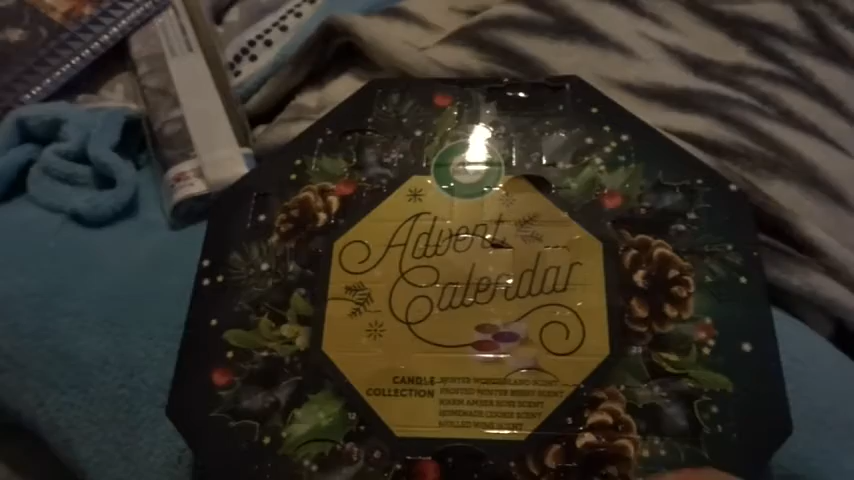 Advent
Calendar
CANDLE
COLLECTION
WINTER WONDERLAND SCENT
FROSTED WINTER BERRY SCENT
WARM AMBER ROSE SCENT
HOMEMADE COOKIE SCENT
MULLED WINE SCENT
12